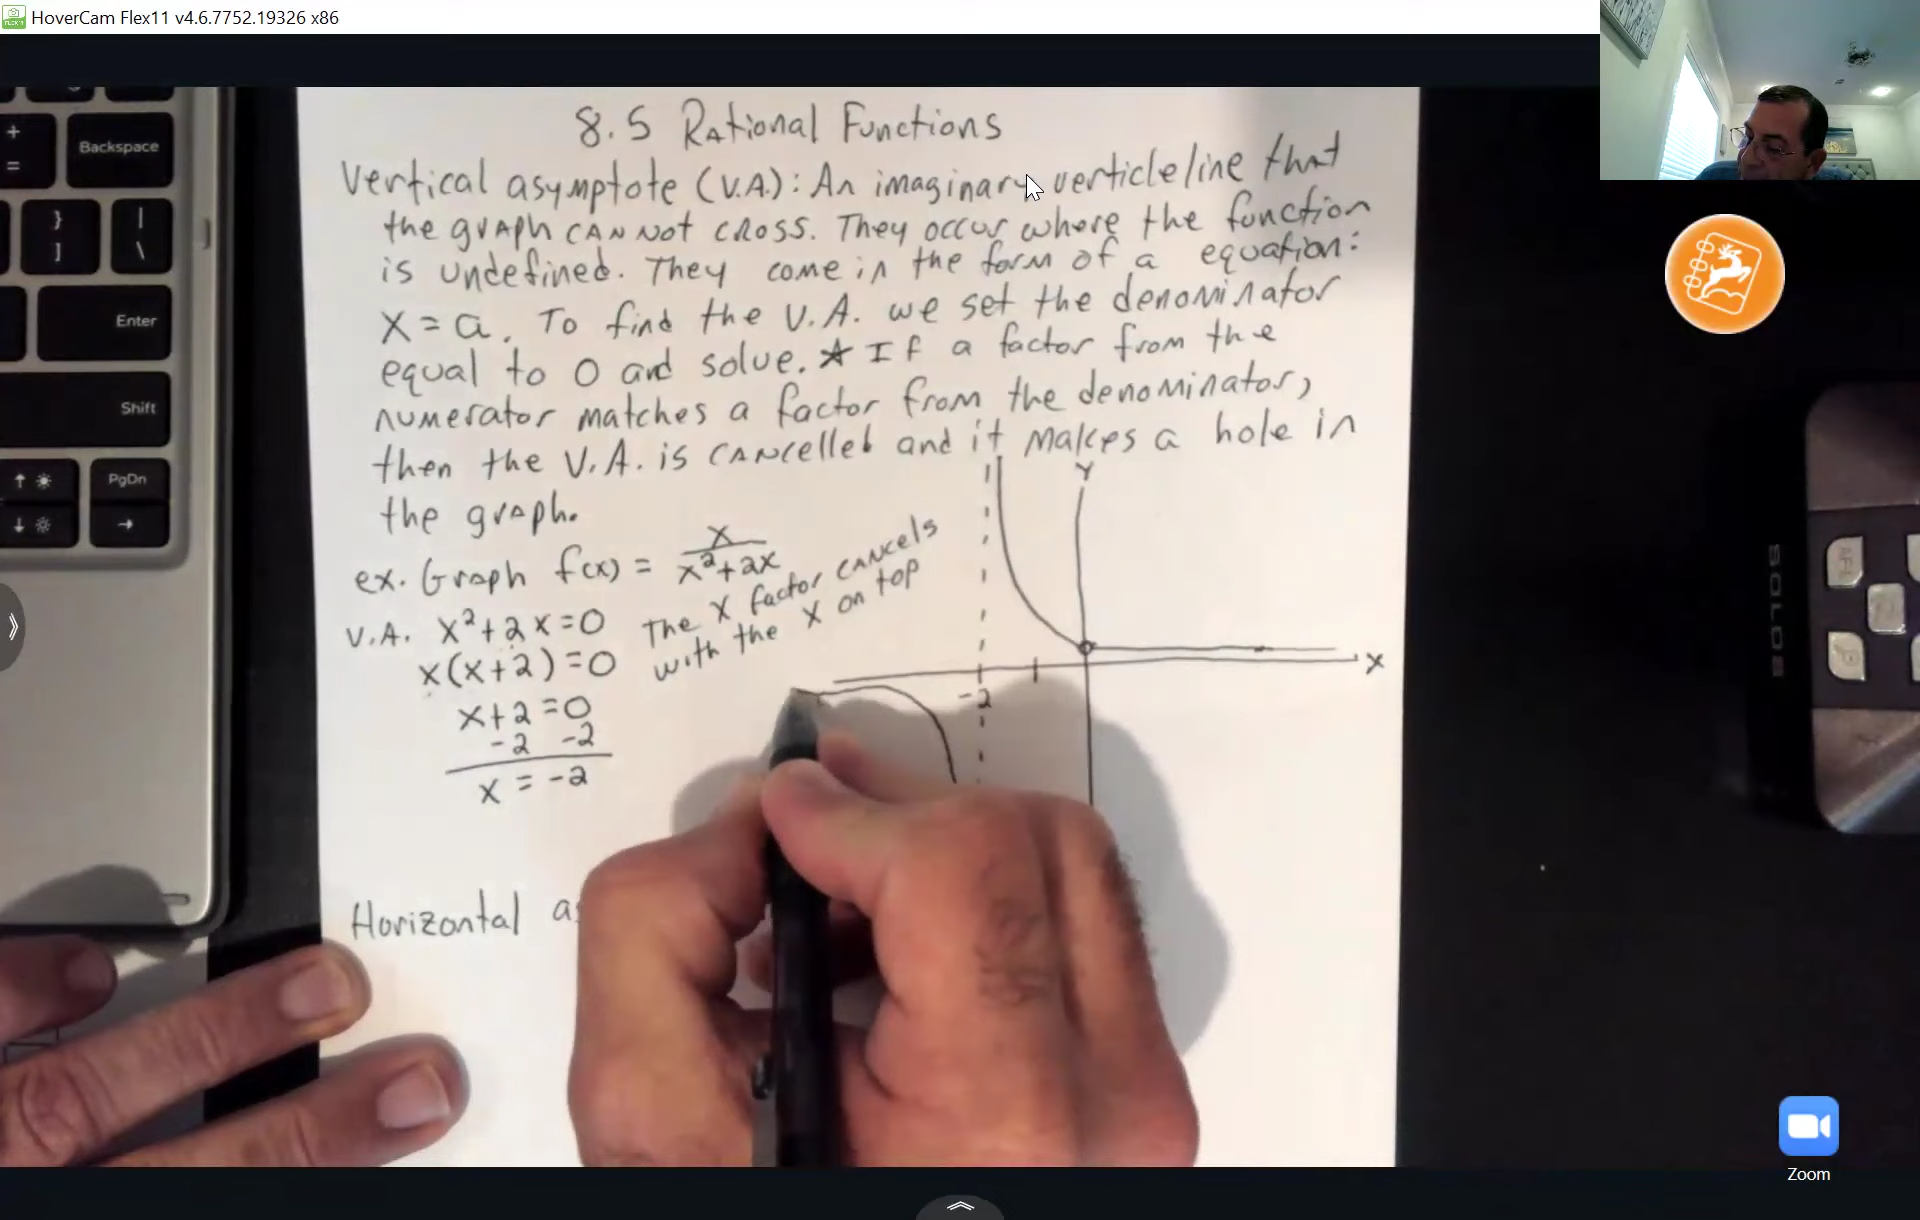 HoverCam Flex11 v4.6.7752.19326 x86
8.5 Rational Functions
Vertical asymptote (V.A.): An imaginary verticle line that
the graph cannot cross. They occur where the function
is undefined. They come in the form of a equation:
x = a. To find the V.A. we set the denominator
equal to 0 and solve. ★ If a factor from the
numerator matches a factor from the denominator,
then the V.A. is cancelled and it makes a hole in
the graph.
ex. Graph f(x) = x / x²+2x
The x factor cancels
with the x on top
V.A. x²+2x=0
x(x+2)=0
x+2=0
-2 -2
x = -2
Y
X
-2
Horizontal
+
=
Backspace
}
]
|
\
Enter
Shift
↑
PgDn
↓
→
SOLO8
Zoom